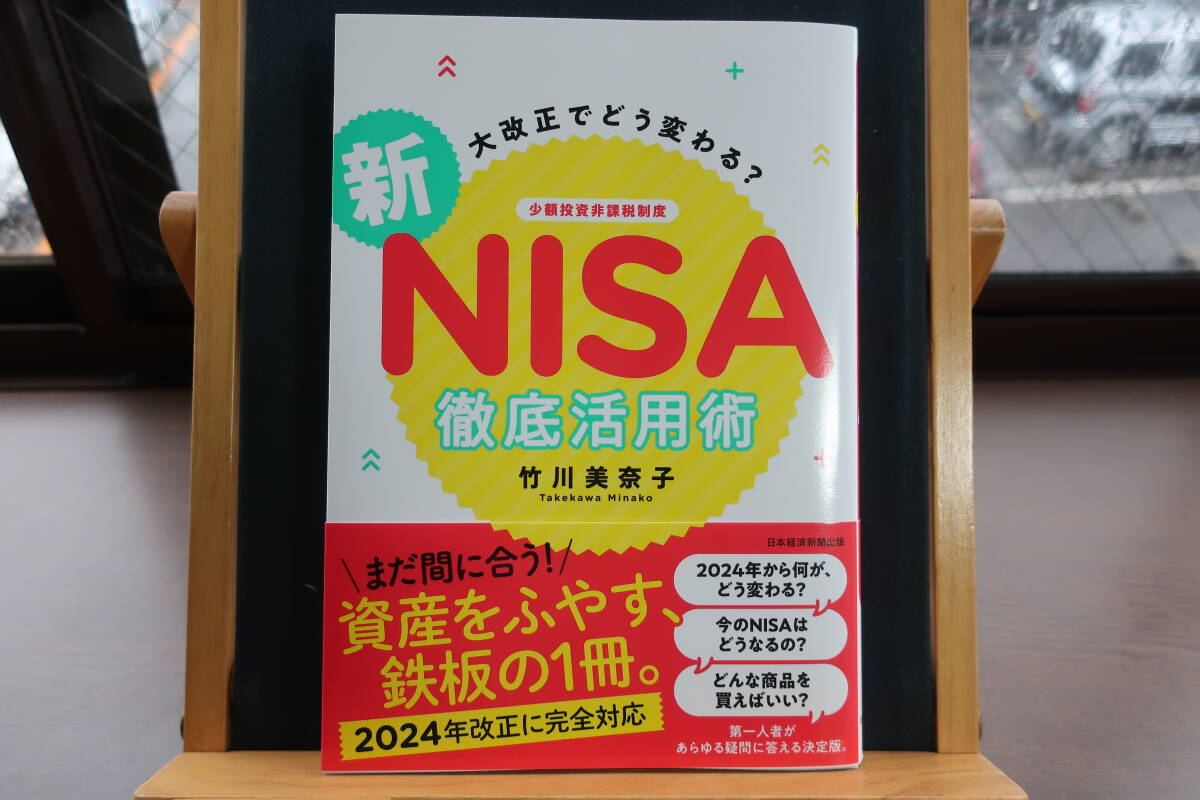 大改正でどう変わる?
新
少額投資非課税制度
NISA
徹底活用術
竹川美奈子
Takekawa Minako
日本経済新聞出版
まだ間に合う!
資産をふやす、
鉄板の1冊。
2024年改正に完全対応
2024年から何が、
どう変わる?
今のNISAは
どうなるの?
どんな商品を
買えばいい?
第一人者が
あらゆる疑問に答える決定版。